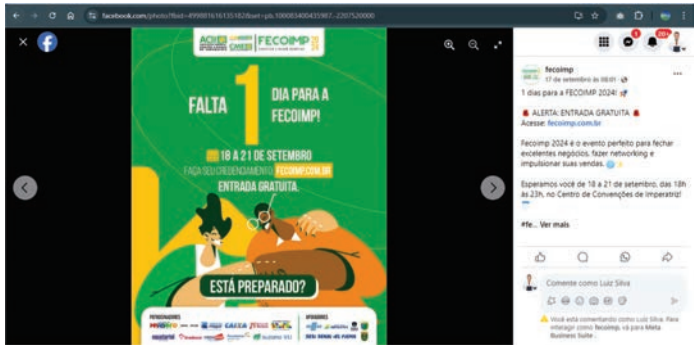 facebook.com/photo?fbid=499881616135182&set=pb.100083400435987.-2207520000
ACII
CME
FECOIMP
FALTA
1
DIA PARA A
FECOIMP!
18 A 21 DE SETEMBRO
FAÇA SEU CREDENCIAMENTO: FECOIMP.COM.BR
ENTRADA GRATUITA.
ESTÁ PREPARADO?
PATROCINADORES
APOIADORES
CAIXA
SEBRAE
fecoimp
17 de setembro às 08:01
1 dias para a FECOIMP 2024!
ALERTA: ENTRADA GRATUITA
Acesse: fecoimp.com.br
Fecoimp 2024 é o evento perfeito para fechar
excelentes negócios, fazer networking e
impulsionar suas vendas.
Esperamos você de 18 a 21 de setembro, das 18h
às 23h, no Centro de Convenções de Imperatriz!
#fe... Ver mais
Comente como Luiz Silva
Você está comentando como Luiz Silva. Para
interagir como fecoimp, vá para Meta
Business Suite.